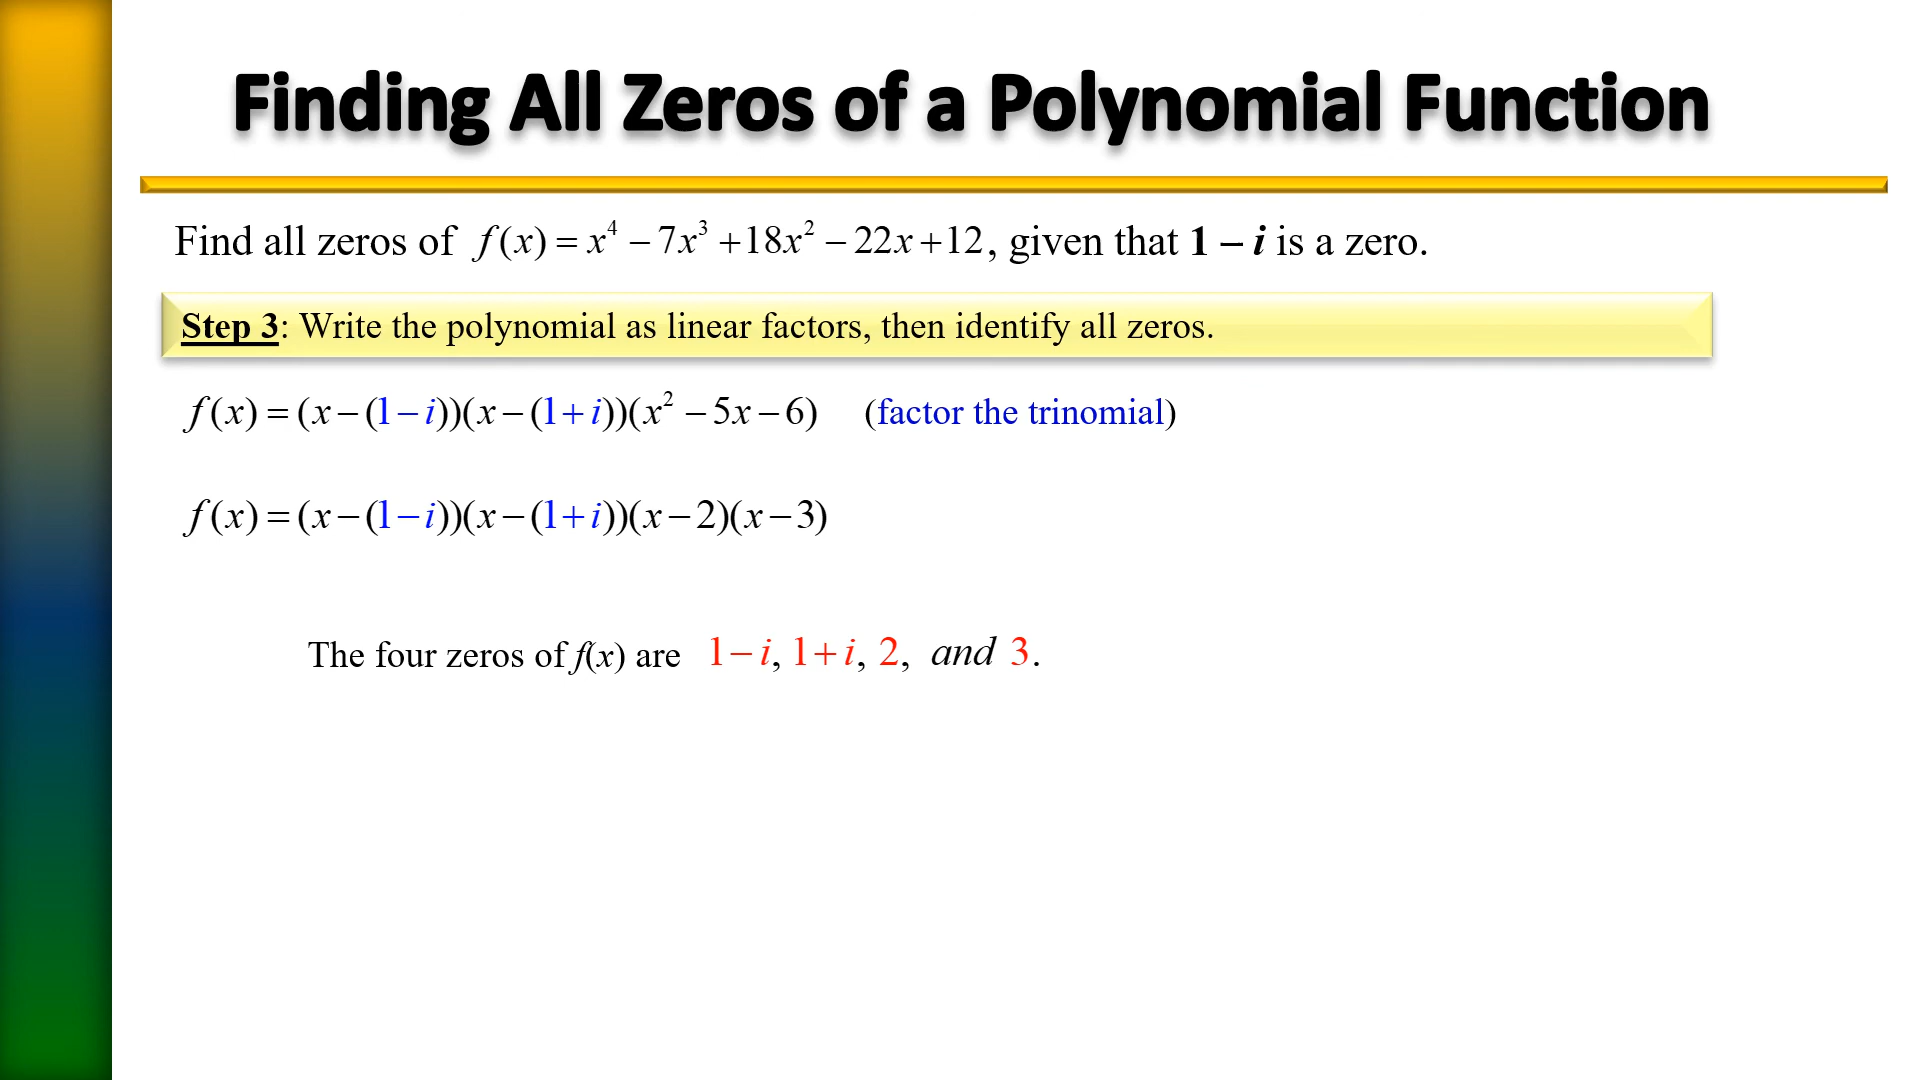 Finding All Zeros of a Polynomial Function
Find all zeros of f(x) = x⁴ − 7x³ + 18x² − 22x + 12, given that 1 – i is a zero.
Step 3: Write the polynomial as linear factors, then identify all zeros.
f(x) = (x − (1 − i))(x − (1 + i))(x² − 5x − 6) (factor the trinomial)
f(x) = (x − (1 − i))(x − (1 + i))(x − 2)(x − 3)
The four zeros of f(x) are 1 − i, 1 + i, 2, and 3.